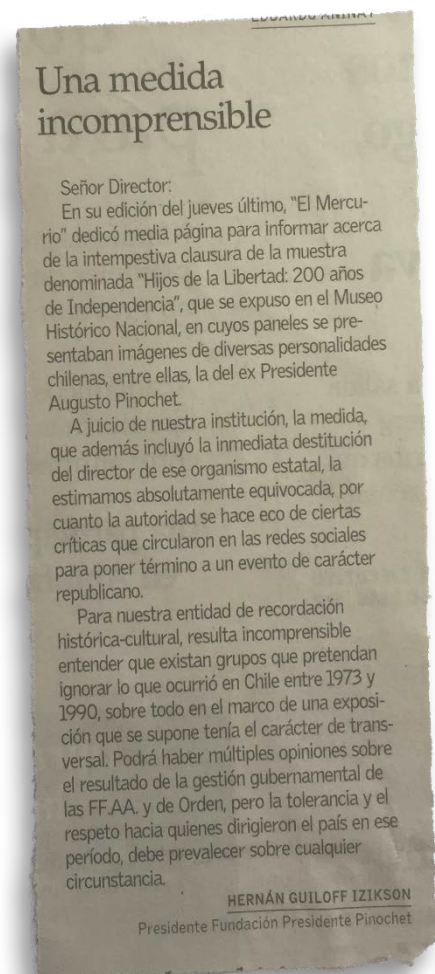 EDUARDO ANINAT
Una medida
incomprensible
Señor Director:
En su edición del jueves último, "El Mercu-
rio" dedicó media página para informar acerca
de la intempestiva clausura de la muestra
denominada "Hijos de la Libertad: 200 años
de Independencia", que se expuso en el Museo
Histórico Nacional, en cuyos paneles se pre-
sentaban imágenes de diversas personalidades
chilenas, entre ellas, la del ex Presidente
Augusto Pinochet.
A juicio de nuestra institución, la medida,
que además incluyó la inmediata destitución
del director de ese organismo estatal, la
estimamos absolutamente equivocada, por
cuanto la autoridad se hace eco de ciertas
críticas que circularon en las redes sociales
para poner término a un evento de carácter
republicano.
Para nuestra entidad de recordación
histórica-cultural, resulta incomprensible
entender que existan grupos que pretendan
ignorar lo que ocurrió en Chile entre 1973 y
1990, sobre todo en el marco de una exposi-
ción que se supone tenía el carácter de trans-
versal. Podrá haber múltiples opiniones sobre
el resultado de la gestión gubernamental de
las FF.AA. y de Orden, pero la tolerancia y el
respeto hacia quienes dirigieron el país en ese
período, debe prevalecer sobre cualquier
circunstancia.
HERNÁN GUILOFF IZIKSON
Presidente Fundación Presidente Pinochet